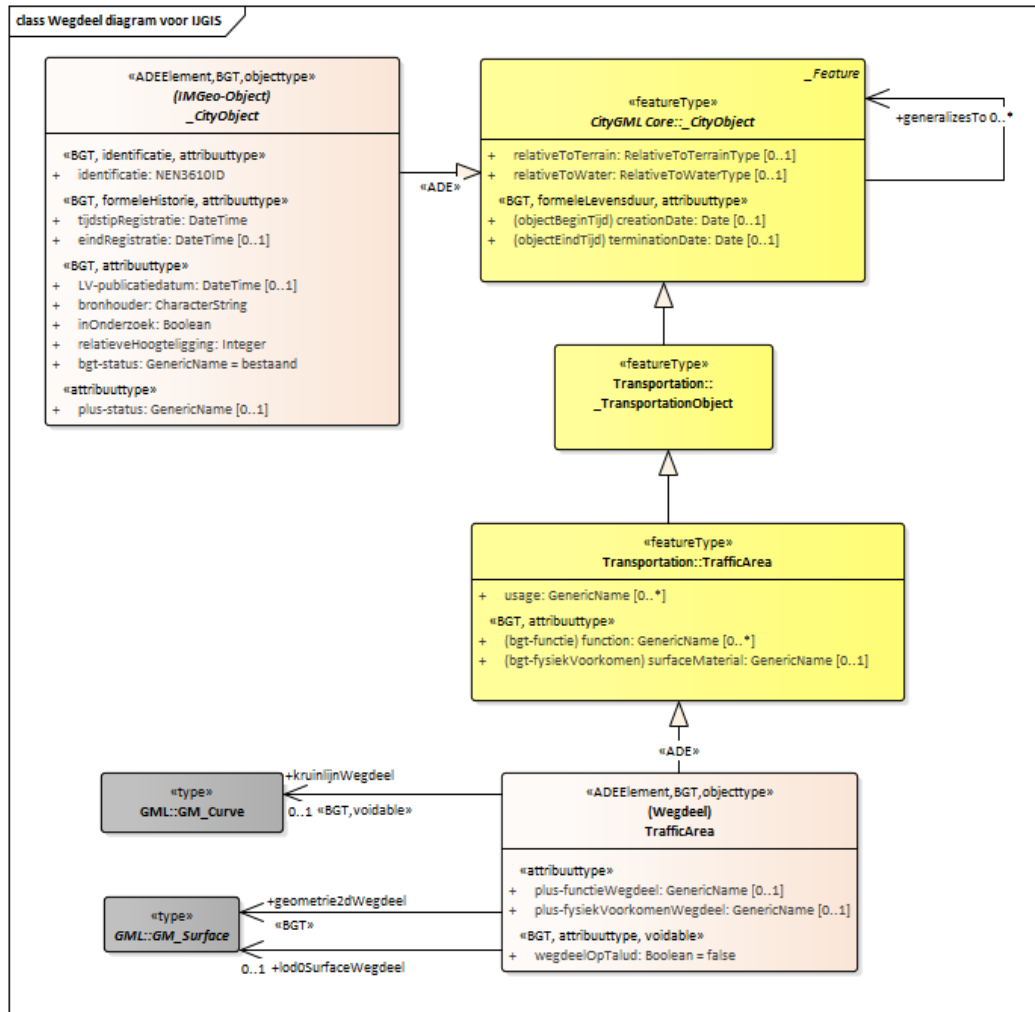 class Wegdeel diagram voor IJGIS
«ADEElement,BGT,objecttype»
(IMGeo-Object)
_CityObject
«BGT, identificatie, attribuuttype»
+ identificatie: NEN3610ID
«BGT, formeleHistorie, attribuuttype»
+ tijdstipRegistratie: DateTime
+ eindRegistratie: DateTime [0..1]
«BGT, attribuuttype»
+ LV-publicatiedatum: DateTime [0..1]
+ bronhouder: CharacterString
+ inOnderzoek: Boolean
+ relatieveHoogteligging: Integer
+ bgt-status: GenericName = bestaand
«attribuuttype»
+ plus-status: GenericName [0..1]
«ADE»
_Feature
«featureType»
CityGML Core::_CityObject
+ relativeToTerrain: RelativeToTerrainType [0..1]
+ relativeToWater: RelativeToWaterType [0..1]
«BGT, formeleLevensduur, attribuuttype»
+ (objectBeginTijd) creationDate: Date [0..1]
+ (objectEindTijd) terminationDate: Date [0..1]
+generalizesTo 0..*
«featureType»
Transportation::
_TransportationObject
«featureType»
Transportation::TrafficArea
+ usage: GenericName [0..*]
«BGT, attribuuttype»
+ (bgt-functie) function: GenericName [0..*]
+ (bgt-fysiekVoorkomen) surfaceMaterial: GenericName [0..1]
«ADE»
«ADEElement,BGT,objecttype»
(Wegdeel)
TrafficArea
«attribuuttype»
+ plus-functieWegdeel: GenericName [0..1]
+ plus-fysiekVoorkomenWegdeel: GenericName [0..1]
«BGT, attribuuttype, voidable»
+ wegdeelOpTalud: Boolean = false
+kruinlijnWegdeel
0..1 «BGT,voidable»
«type»
GML::GM_Curve
+geometrie2dWegdeel
«BGT»
«type»
GML::GM_Surface
0..1 +lod0SurfaceWegdeel